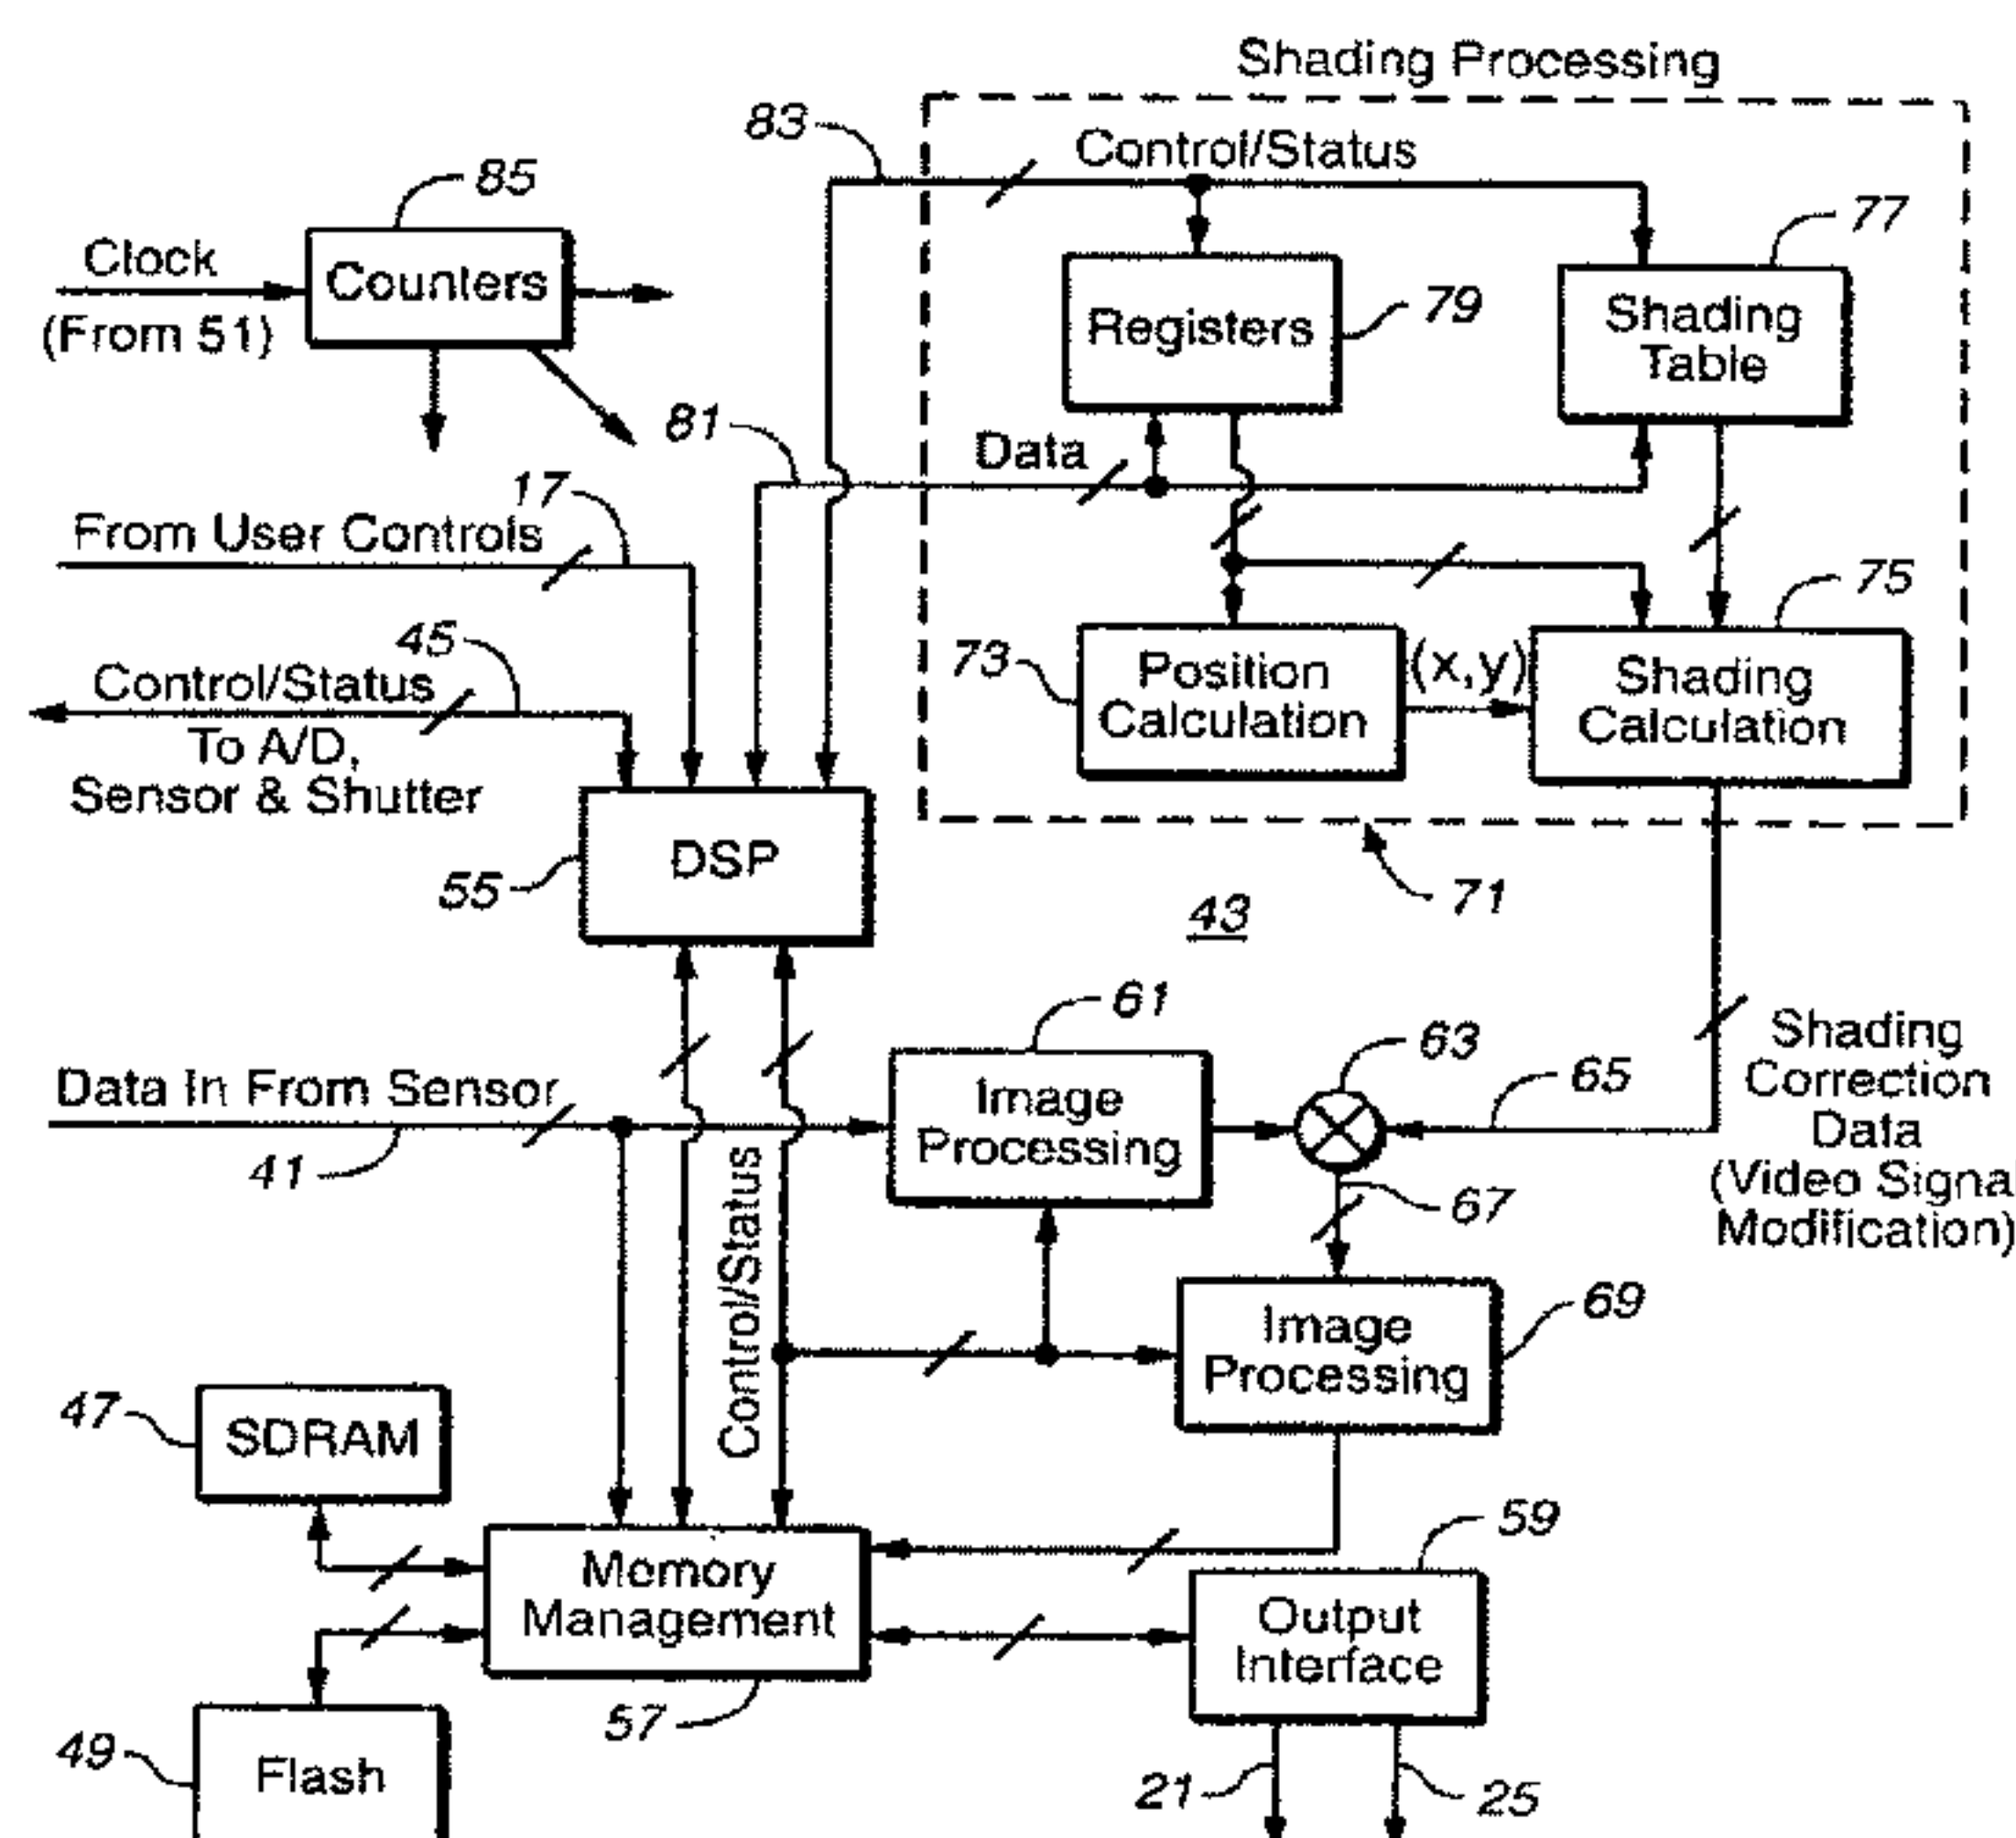 Shading Processing
83
Control/Status
85
77
Clock
Counters
(From 51)
Registers
79
Shading
Table
81
Data
17
From User Controls
75
45
Control/Status
To A/D,
Sensor & Shutter
73
Position
Calculation
(x,y)
Shading
Calculation
DSP
55
71
43
61
63
65
Shading
Correction
Data
(Video Signal
Modification)
Data In From Sensor
41
Image
Processing
67
Control/Status
69
Image
Processing
47
SDRAM
59
Memory
Management
57
Output
Interface
49
Flash
21
25